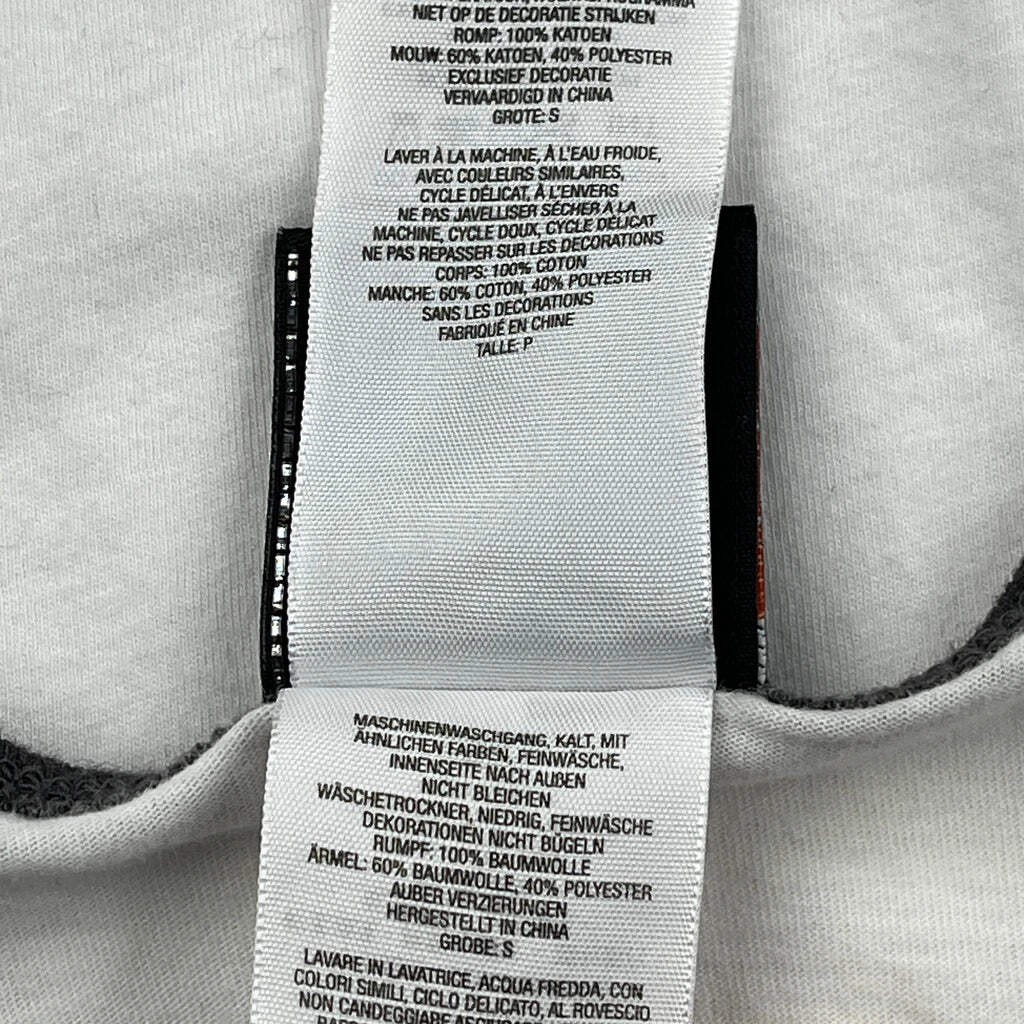 NIET OP DE DECORATIE STRIJKEN
ROMP: 100% KATOEN
MOUW: 60% KATOEN, 40% POLYESTER
EXCLUSIEF DECORATIE
VERVAARDIGD IN CHINA
GROTE: S
LAVER À LA MACHINE, À L'EAU FROIDE,
AVEC COULEURS SIMILAIRES,
CYCLE DÉLICAT, À L'ENVERS
NE PAS JAVELLISER SÉCHER A LA
MACHINE, CYCLE DOUX, CYCLE DÉLICAT
NE PAS REPASSER SUR LES DECORATIONS
CORPS: 100% COTON
MANCHE: 60% COTON, 40% POLYESTER
SANS LES DECORATIONS
FABRIQUÉ EN CHINE
TALLE: P
MASCHINENWASCHGANG, KALT, MIT
ÄHNLICHEN FARBEN, FEINWÄSCHE,
INNENSEITE NACH AUßEN
NICHT BLEICHEN
WÄSCHETROCKNER, NIEDRIG, FEINWÄSCHE
DEKORATIONEN NICHT BÜGELN
RUMPF: 100% BAUMWOLLE
ÄRMEL: 60% BAUMWOLLE, 40% POLYESTER
AUBER VERZIERUNGEN
HERGESTELLT IN CHINA
GROBE: S
LAVARE IN LAVATRICE, ACQUA FREDDA, CON
COLORI SIMILI, CICLO DELICATO, AL ROVESCIO
NON CANDEGGIARE